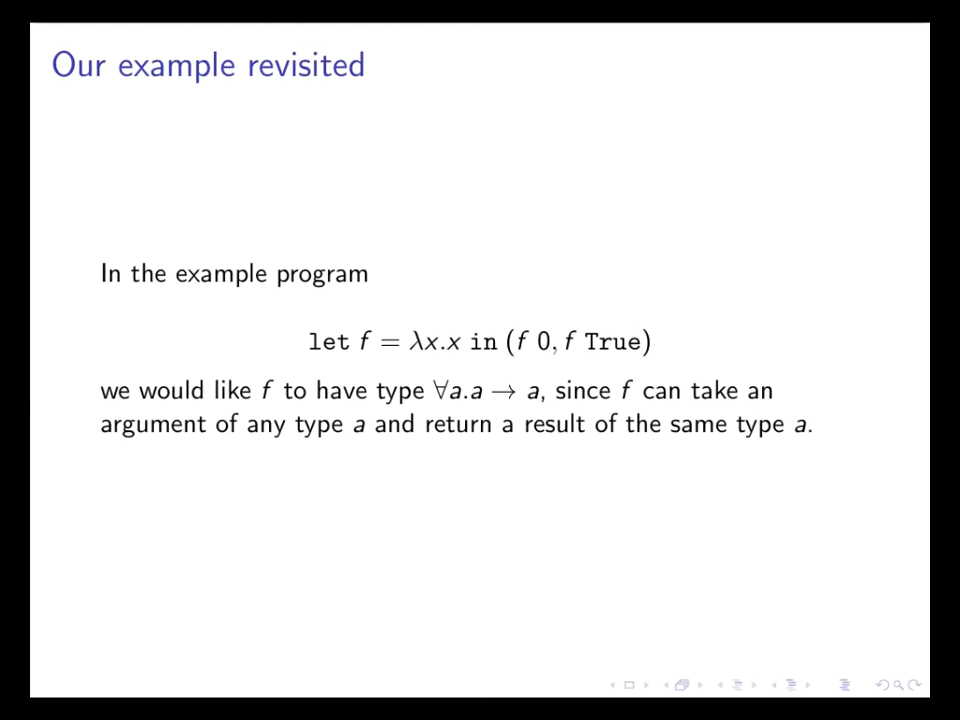 Our example revisited
In the example program
let f = λx.x in (f 0, f True)
we would like f to have type ∀a.a → a, since f can take an
argument of any type a and return a result of the same type a.